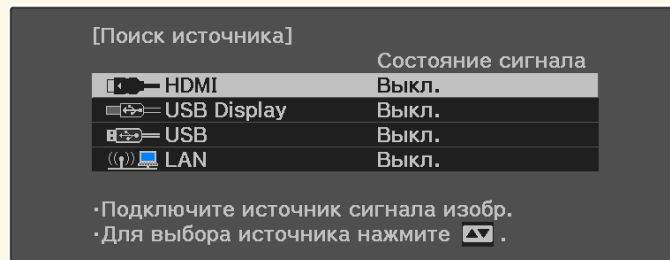 [Поиск источника]
Состояние сигнала
HDMI Выкл.
USB Display Выкл.
USB Выкл.
LAN Выкл.
·Подключите источник сигнала изобр.
·Для выбора источника нажмите ▲▼ .